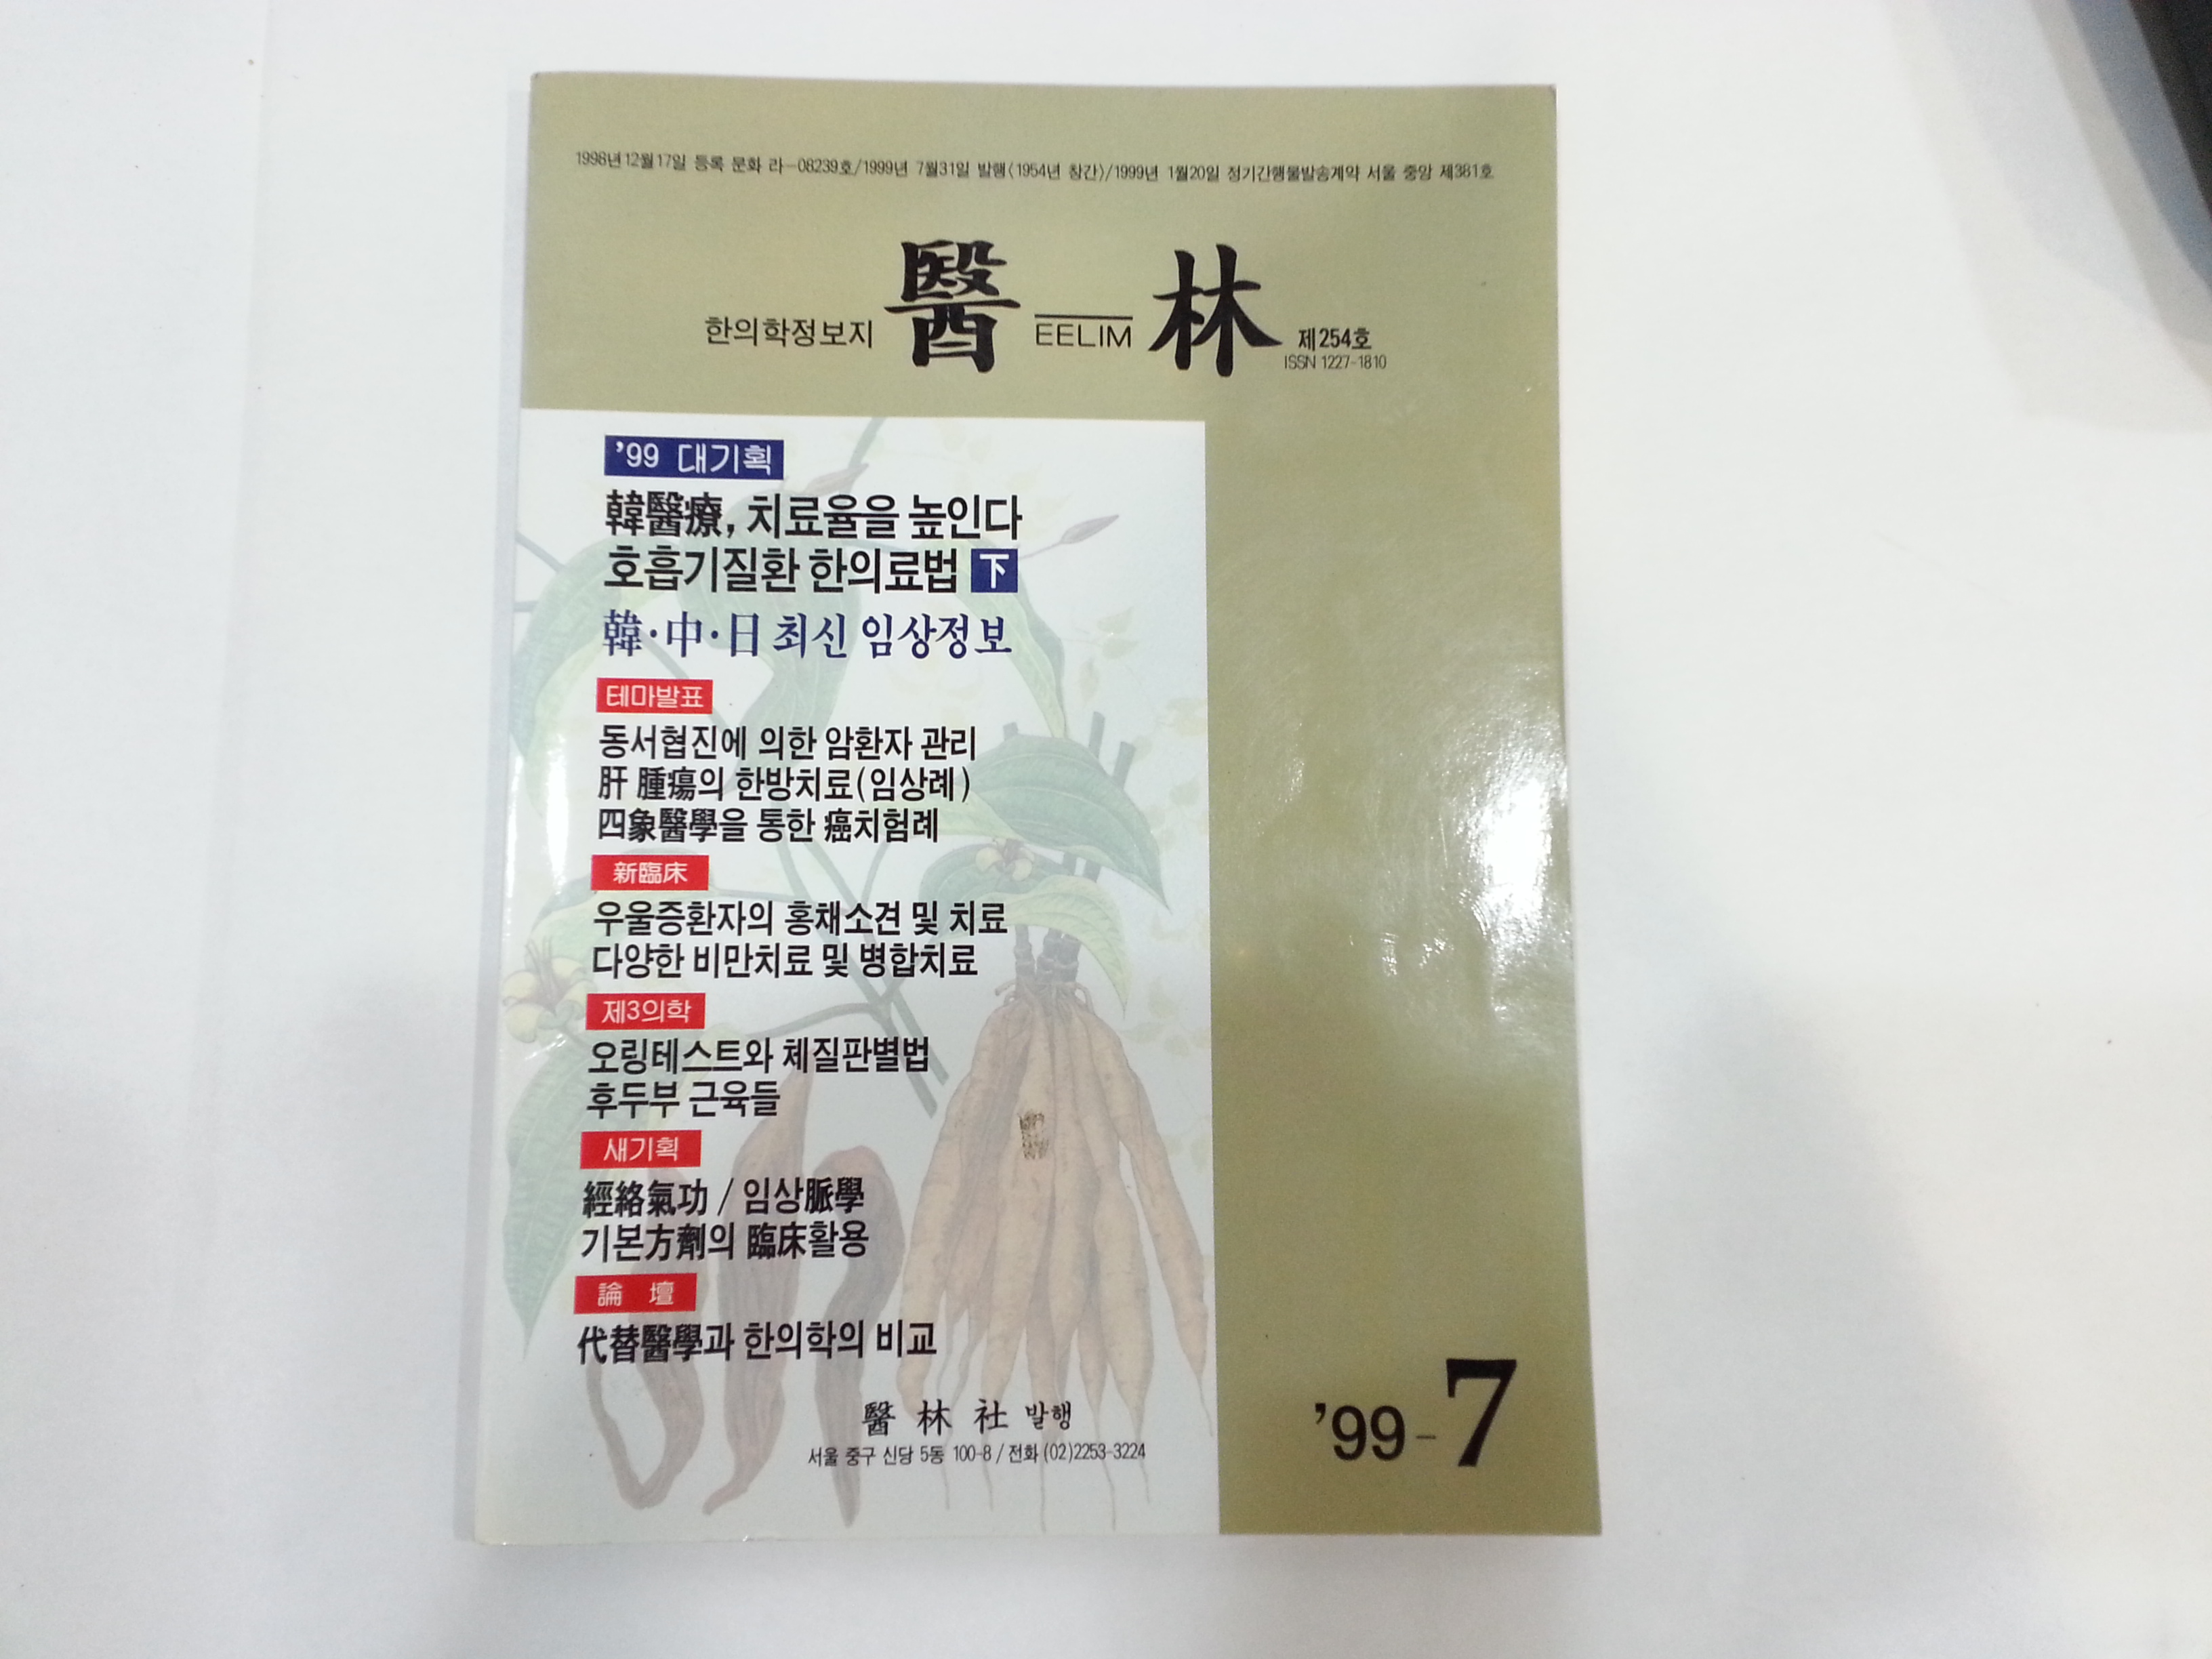 1998년12월17일 등록 문화 라-08239호/1999년 7월31일 발행(1954년 창간)/1999년 1월20일 정기간행물발송계약 서울 중앙 제381호
한의학정보지 醫 EELIM 林 제254호
ISSN 1227-1810
'99 대기획
韓醫療, 치료율을 높인다
호흡기질환 한의료법 下
韓·中·日 최신 임상정보
테마발표
동서협진에 의한 암환자 관리
肝 腫瘍의 한방치료(임상례)
四象醫學을 통한 癌치험례
新臨床
우울증환자의 홍채소견 및 치료
다양한 비만치료 및 병합치료
제3의학
오링테스트와 체질판별법
후두부 근육들
새기획
經絡氣功 / 임상脈學
기본方劑의 臨床활용
論 壇
代替醫學과 한의학의 비교
醫 林 社 발행
서울 중구 신당 5동 100-8 / 전화 (02)2253-3224
'99-7